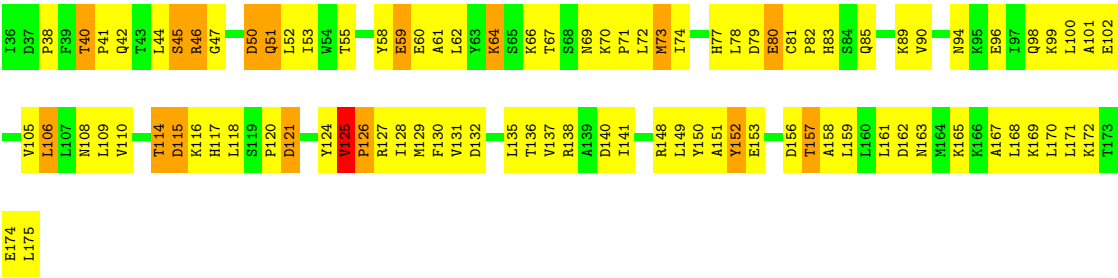 I36 D37 P38 F39 T40 P41 Q42 T43 L44 S45 R46 G47 D50 Q51 L52 I53 W54 T55 Y58 E59 E60 A61 L62 Y63 K64 S65 K66 T67 S68 N69 K70 P71 L72 M73 I74 H77 L78 D79 E80 C81 P82 H83 S84 Q85 K89 V90 N94 K95 E96 I97 Q98 K99 L100 A101 E102
V105 L106 L107 N108 L109 V110 T114 D115 K116 H117 L118 S119 P120 D121 Y124 V125 P126 R127 I128 M129 F130 V131 D132 L135 T136 V137 R138 A139 D140 I141 R148 L149 Y150 A151 Y152 E153 D156 T157 A158 L159 L160 L161 D162 N163 M164 K165 K166 A167 L168 K169 L170 L171 K172 T173
E174 L175